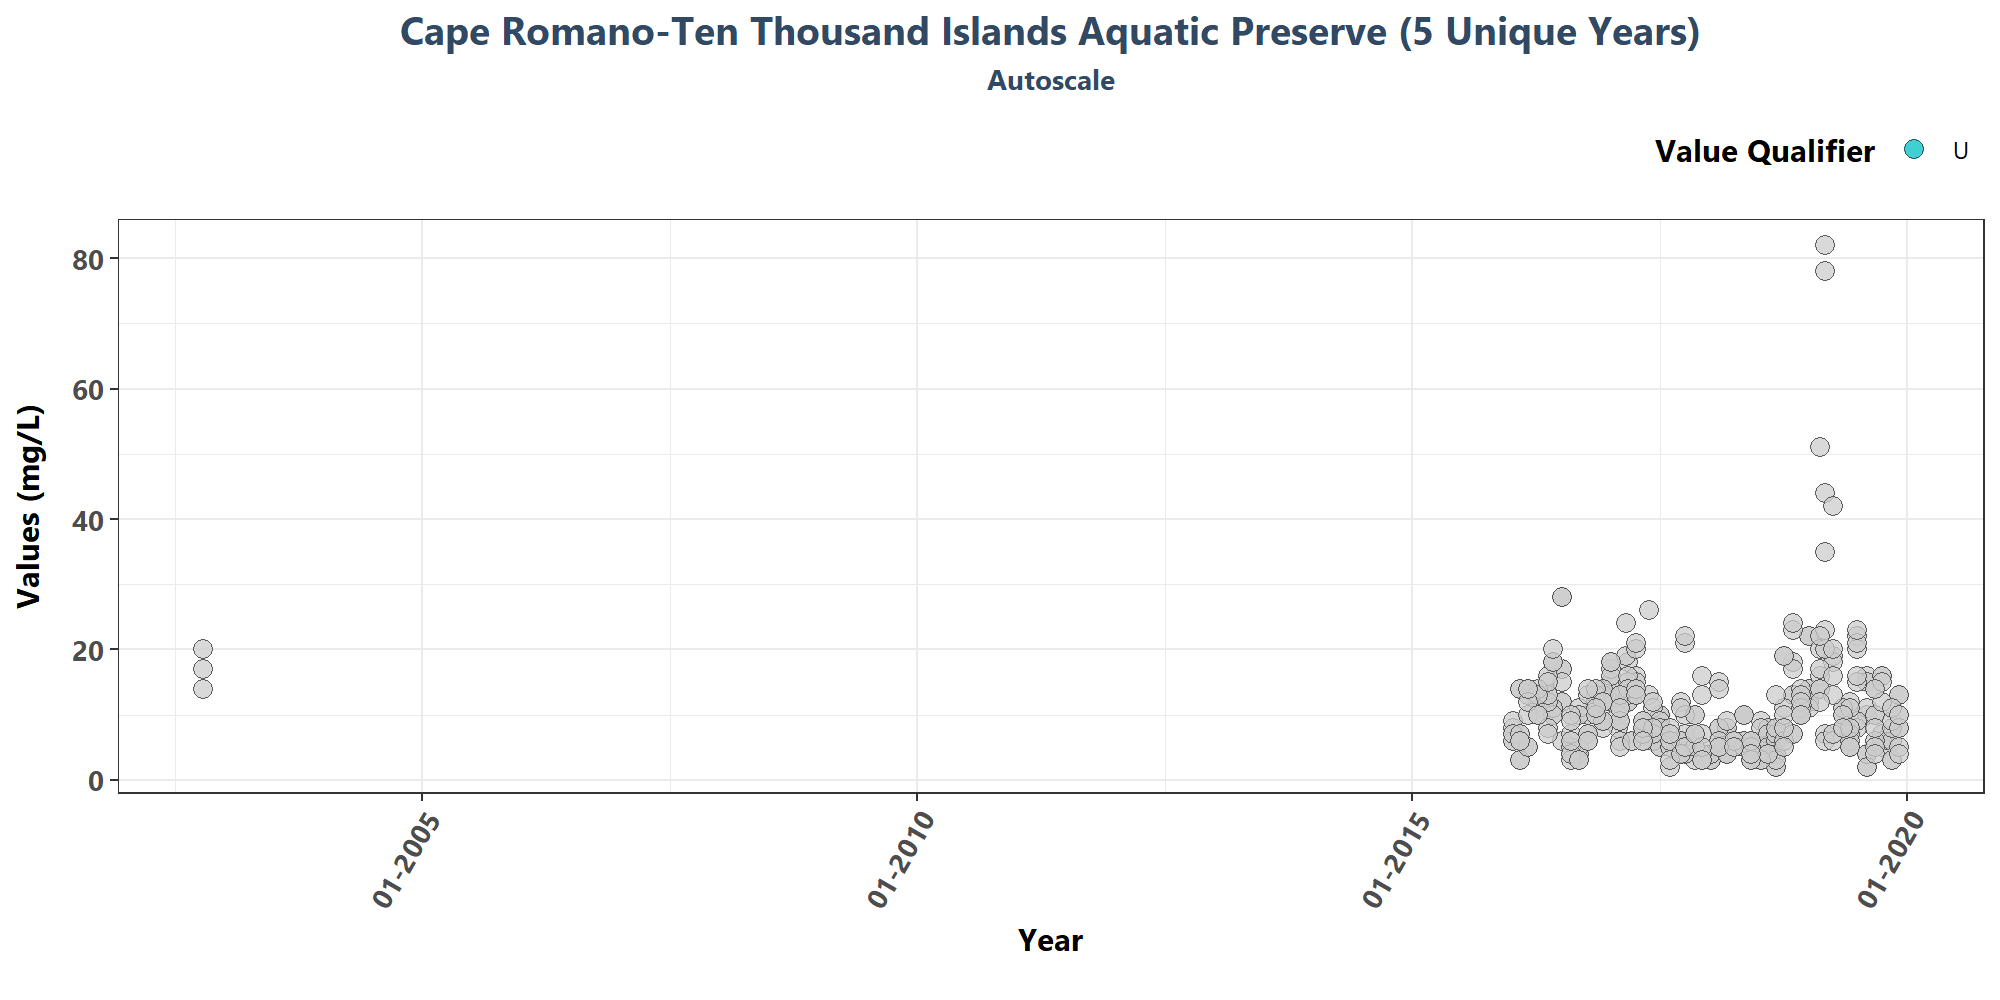 Cape Romano-Ten Thousand Islands Aquatic Preserve (5 Unique Years)
Autoscale
Value Qualifier U
80
60
40
20
0
Values (mg/L)
01-2005
01-2010
01-2015
01-2020
Year